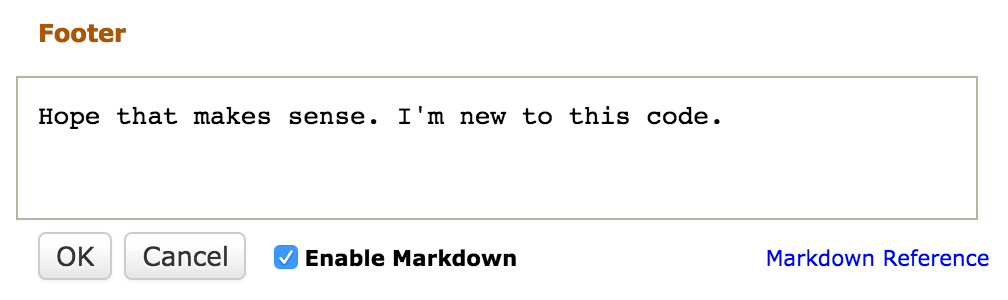 Footer
Hope that makes sense. I'm new to this code.
OK Cancel Enable Markdown Markdown Reference